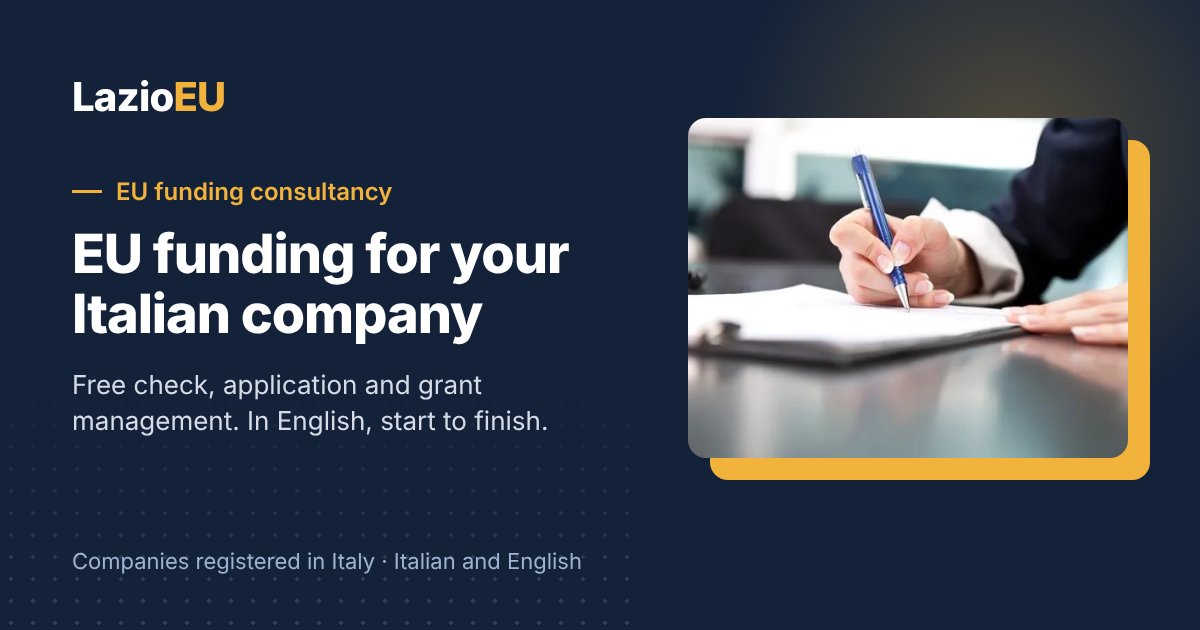 LazioEU
EU funding consultancy
EU funding for your
Italian company
Free check, application and grant
management. In English, start to finish.
Companies registered in Italy · Italian and English